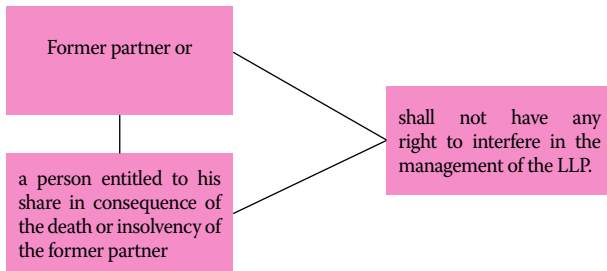 Former partner or
a person entitled to his
share in consequence of
the death or insolvency of
the former partner
shall not have any
right to interfere in the
management of the LLP.